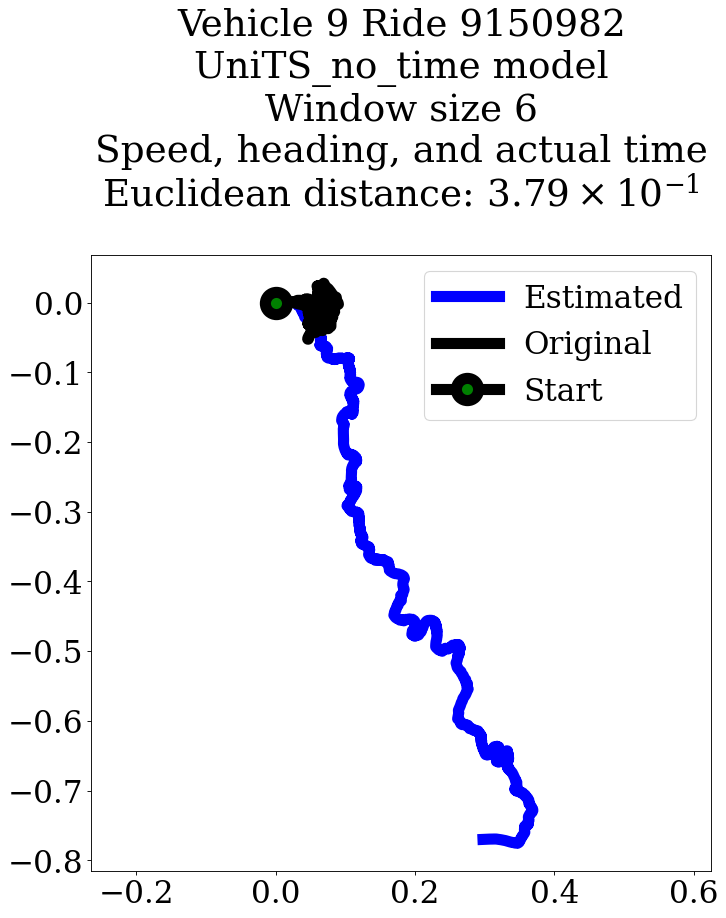 Vehicle 9 Ride 9150982
UniTS_no_time model
Window size 6
Speed, heading, and actual time
Euclidean distance: 3.79 × 10⁻¹
Estimated
Original
Start
0.0
−0.1
−0.2
−0.3
−0.4
−0.5
−0.6
−0.7
−0.8
−0.2 0.0 0.2 0.4 0.6